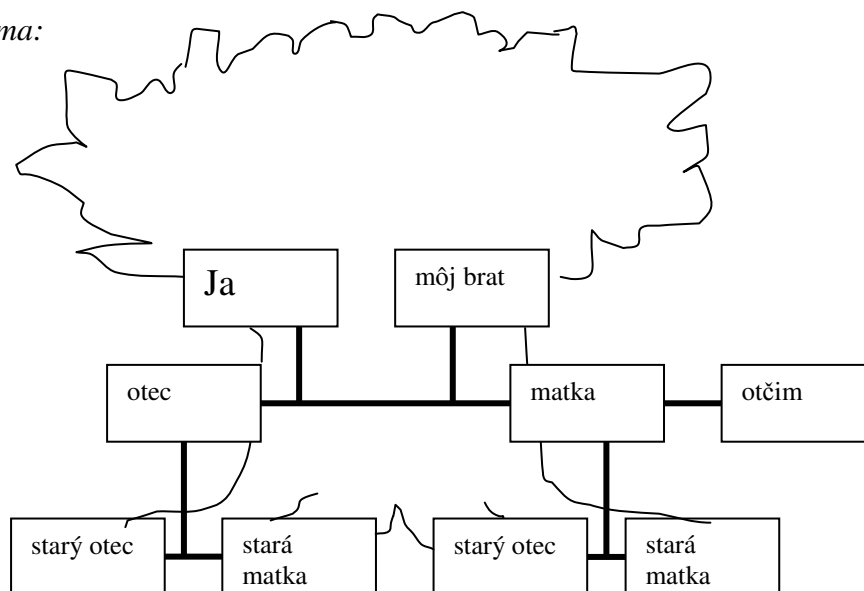 ma:
Ja
môj brat
otec
matka
otčim
starý otec
stará
matka
starý otec
stará
matka